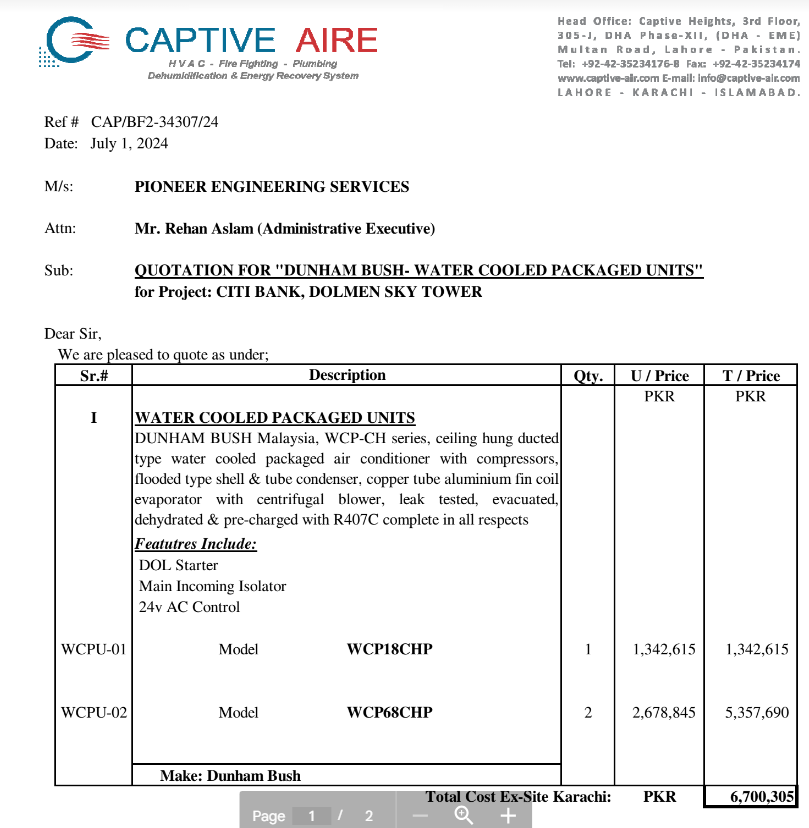 CAPTIVE AIRE
H V A C - Fire Fighting - Plumbing
Dehumidification & Energy Recovery System
Head Office: Captive Heights, 3rd Floor,
305-J, DHA Phase-XII, (DHA - EME)
Multan Road, Lahore - Pakistan.
Tel: +92-42-35234176-8 Fax: +92-42-35234174
www.captive-air.com E-mail: info@captive-air.com
LAHORE - KARACHI - ISLAMABAD.
Ref # CAP/BF2-34307/24
Date: July 1, 2024
M/s: PIONEER ENGINEERING SERVICES
Attn: Mr. Rehan Aslam (Administrative Executive)
Sub: QUOTATION FOR "DUNHAM BUSH- WATER COOLED PACKAGED UNITS"
for Project: CITI BANK, DOLMEN SKY TOWER
Dear Sir,
We are pleased to quote as under;
Sr.# Description Qty. U / Price T / Price
PKR PKR
I WATER COOLED PACKAGED UNITS
DUNHAM BUSH Malaysia, WCP-CH series, ceiling hung ducted
type water cooled packaged air conditioner with compressors,
flooded type shell & tube condenser, copper tube aluminium fin coil
evaporator with centrifugal blower, leak tested, evacuated,
dehydrated & pre-charged with R407C complete in all respects
Featutres Include:
DOL Starter
Main Incoming Isolator
24v AC Control
WCPU-01 Model WCP18CHP 1 1,342,615 1,342,615
WCPU-02 Model WCP68CHP 2 2,678,845 5,357,690
Make: Dunham Bush
Total Cost Ex-Site Karachi: PKR 6,700,305
Page 1 / 2